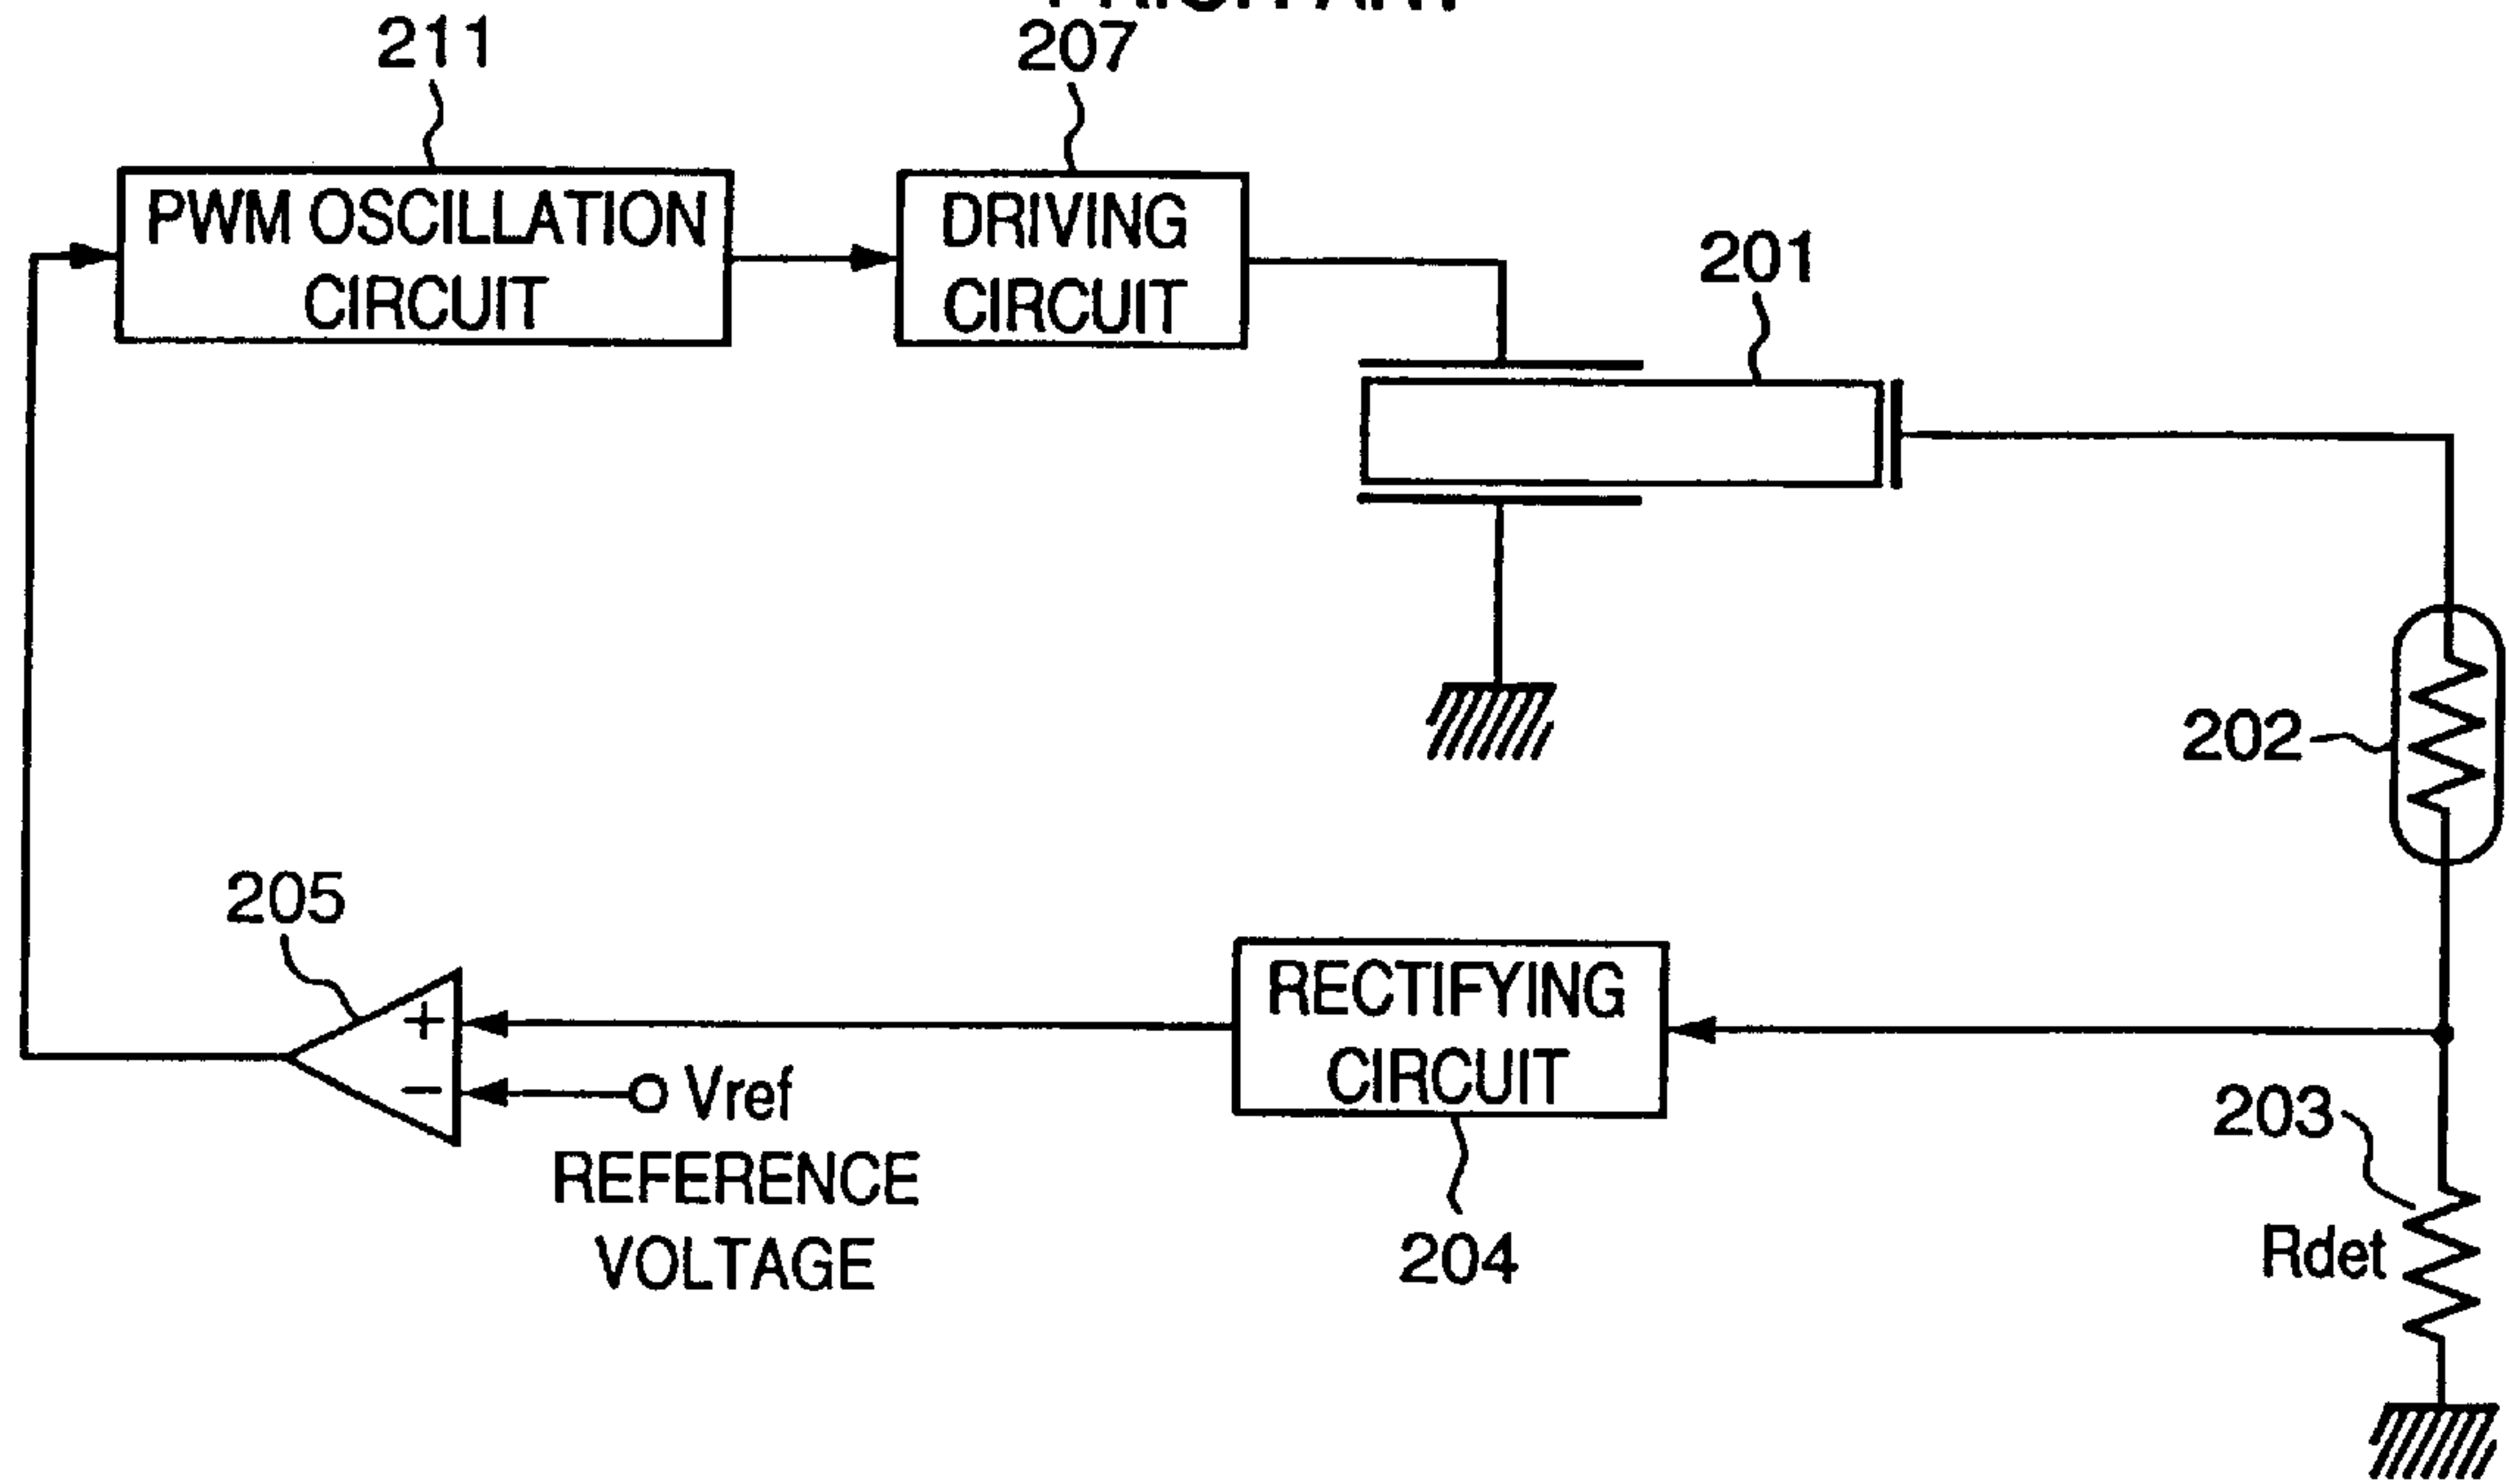 211
207
PWM OSCILLATION
CIRCUIT
DRIVING
CIRCUIT
201
202
205
+
−
Vref
REFERENCE
VOLTAGE
RECTIFYING
CIRCUIT
204
203
Rdet